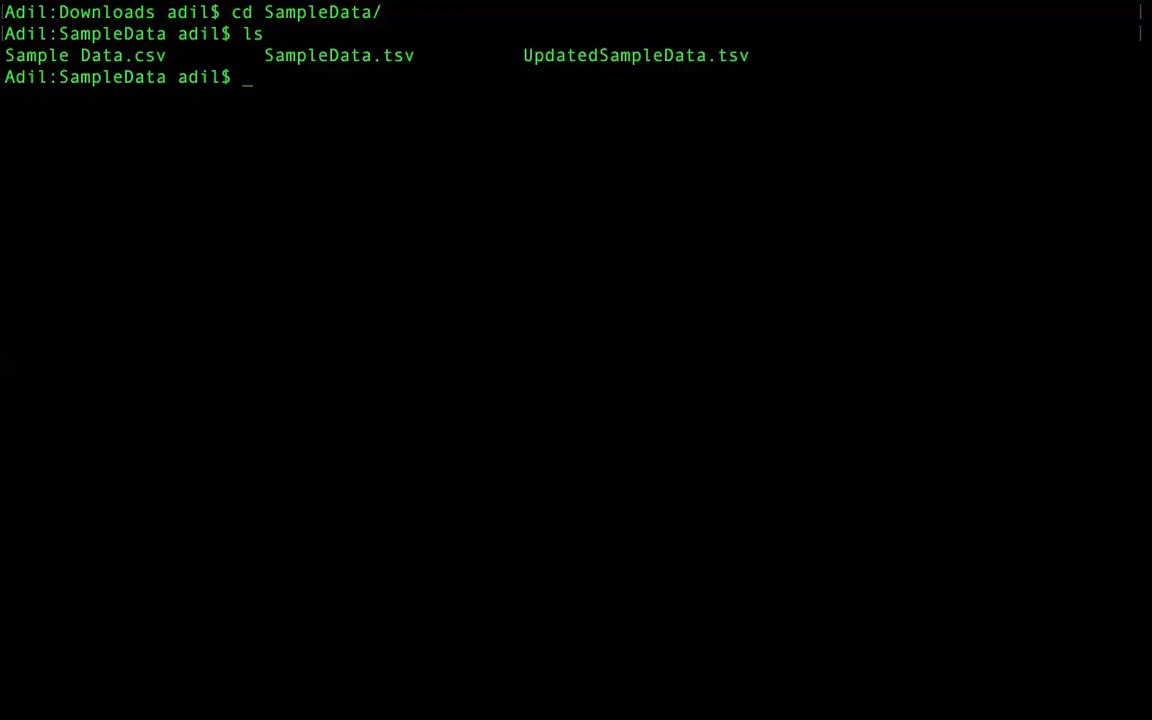 [Adil:Downloads adil$ cd SampleData/ ]
[Adil:SampleData adil$ ls ]
Sample Data.csv SampleData.tsv UpdatedSampleData.tsv
Adil:SampleData adil$ _